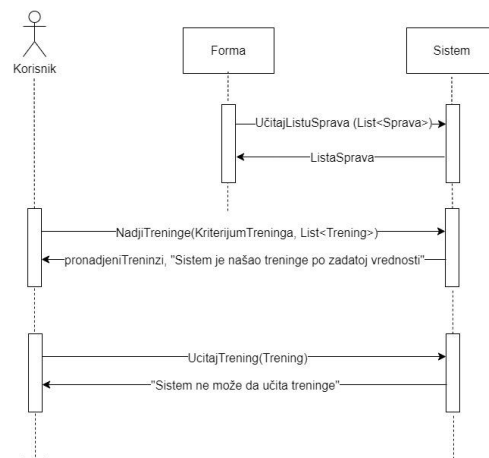 Korisnik
Forma
Sistem
UčitajListuSprava (List<Sprava>)
ListaSprava
NadjiTreninge(KriterijumTreninga, List<Trening>)
pronadjeniTreninzi, "Sistem je našao treninge po zadatoj vrednosti"
UcitajTrening(Trening)
"Sistem ne može da učita treninge"